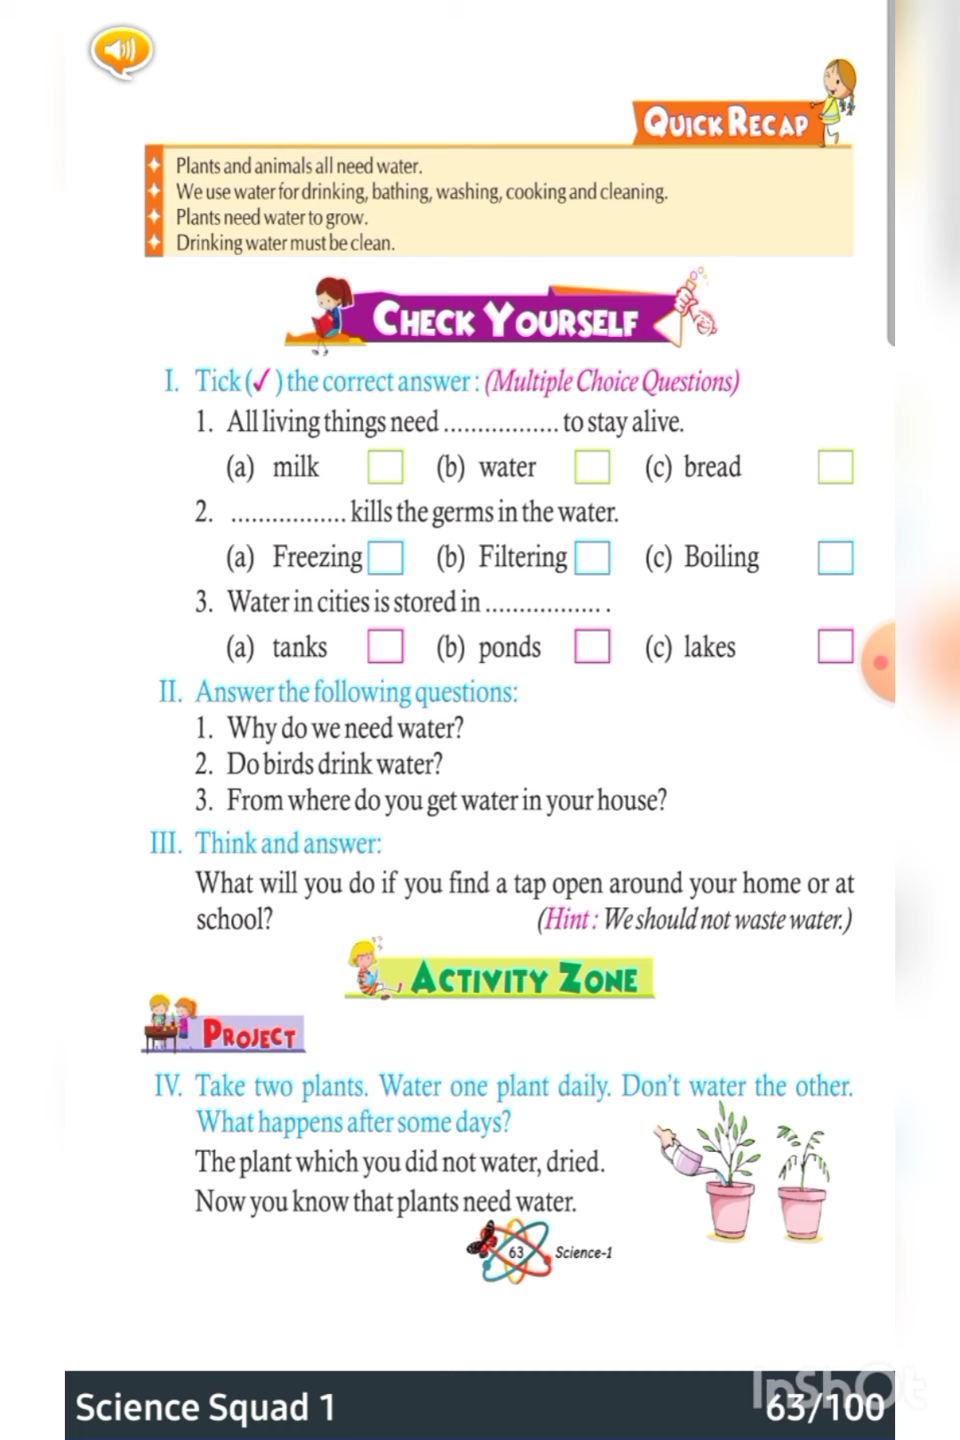 QUICK RECAP
Plants and animals all need water.
We use water for drinking, bathing, washing, cooking and cleaning.
Plants need water to grow.
Drinking water must be clean.
CHECK YOURSELF
I. Tick (✓) the correct answer : (Multiple Choice Questions)
1. All living things need ................. to stay alive.
(a) milk (b) water (c) bread
2. ................. kills the germs in the water.
(a) Freezing (b) Filtering (c) Boiling
3. Water in cities is stored in ................. .
(a) tanks (b) ponds (c) lakes
II. Answer the following questions:
1. Why do we need water?
2. Do birds drink water?
3. From where do you get water in your house?
III. Think and answer:
What will you do if you find a tap open around your home or at
school? (Hint : We should not waste water.)
ACTIVITY ZONE
PROJECT
IV. Take two plants. Water one plant daily. Don't water the other.
What happens after some days?
The plant which you did not water, dried.
Now you know that plants need water.
63 Science-1
Science Squad 1 63/100
InShOt